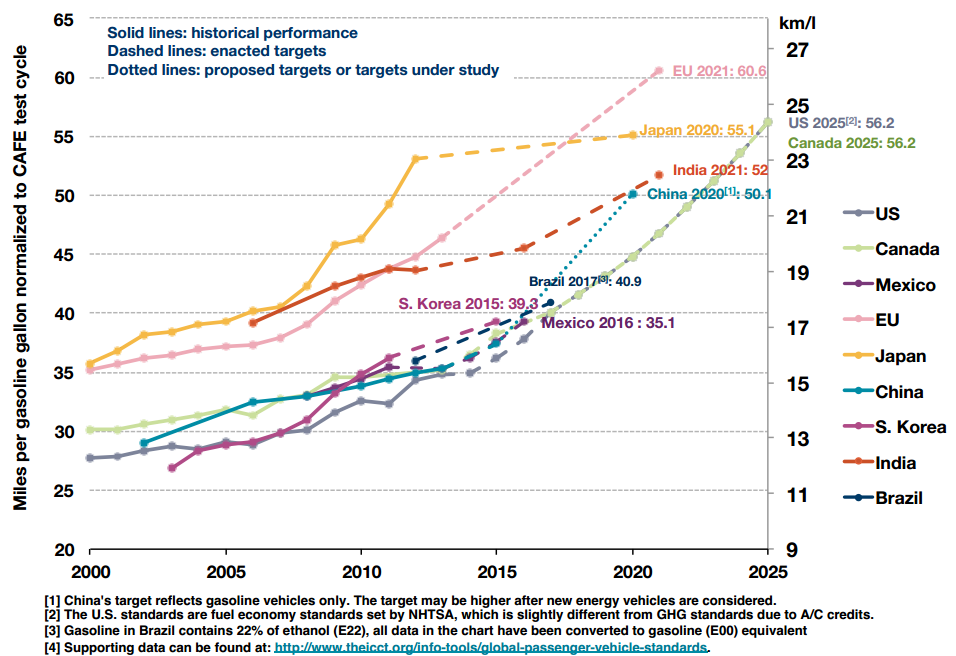 65
60
55
50
45
40
35
30
25
20
Miles per gasoline gallon normalized to CAFE test cycle
Solid lines: historical performance
Dashed lines: enacted targets
Dotted lines: proposed targets or targets under study
km/l
27
25
23
21
19
17
15
13
11
9
EU 2021: 60.6
Japan 2020: 55.1
US 2025[2]: 56.2
Canada 2025: 56.2
India 2021: 52
China 2020[1]: 50.1
Brazil 2017[3]: 40.9
S. Korea 2015: 39.3
Mexico 2016 : 35.1
US
Canada
Mexico
EU
Japan
China
S. Korea
India
Brazil
2000 2005 2010 2015 2020 2025
[1] China's target reflects gasoline vehicles only. The target may be higher after new energy vehicles are considered.
[2] The U.S. standards are fuel economy standards set by NHTSA, which is slightly different from GHG standards due to A/C credits.
[3] Gasoline in Brazil contains 22% of ethanol (E22), all data in the chart have been converted to gasoline (E00) equivalent
[4] Supporting data can be found at: http://www.theicct.org/info-tools/global-passenger-vehicle-standards.